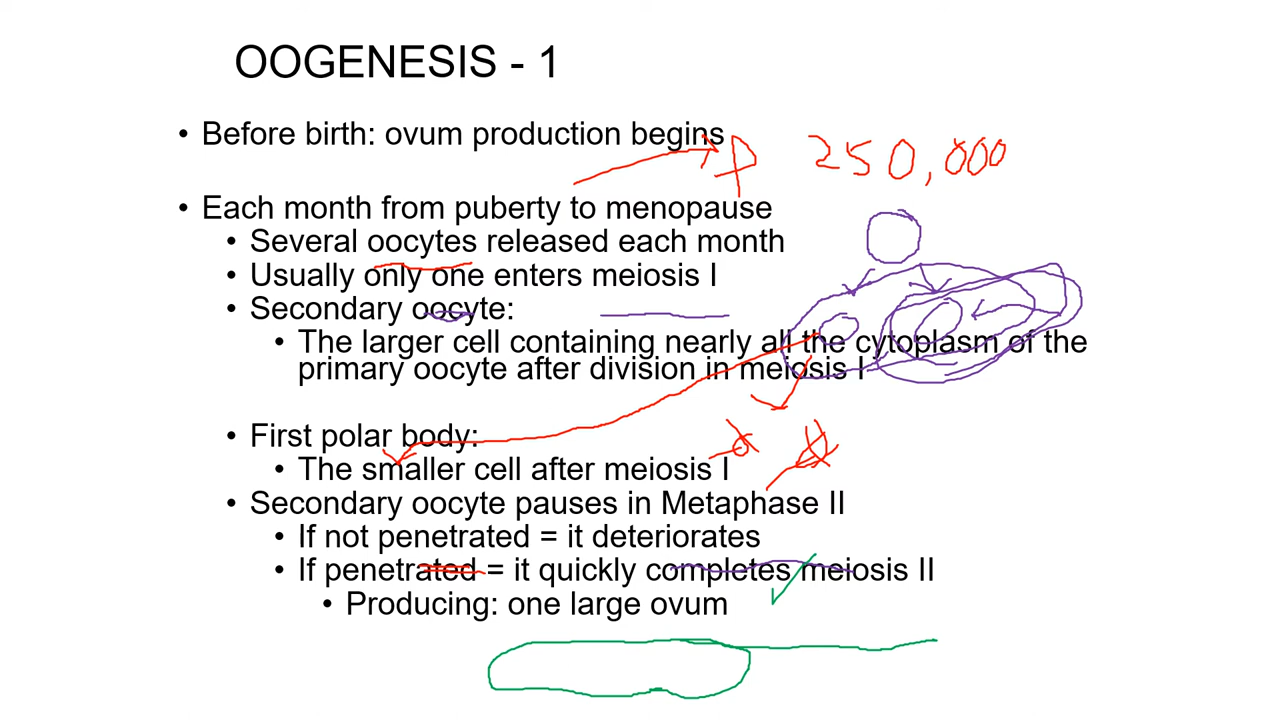 OOGENESIS - 1
• Before birth: ovum production begins
P 250,000
• Each month from puberty to menopause
• Several oocytes released each month
• Usually only one enters meiosis I
• Secondary oocyte:
• The larger cell containing nearly all the cytoplasm of the
primary oocyte after division in meiosis I
• First polar body:
• The smaller cell after meiosis I
• Secondary oocyte pauses in Metaphase II
• If not penetrated = it deteriorates
• If penetrated = it quickly completes meiosis II
• Producing: one large ovum